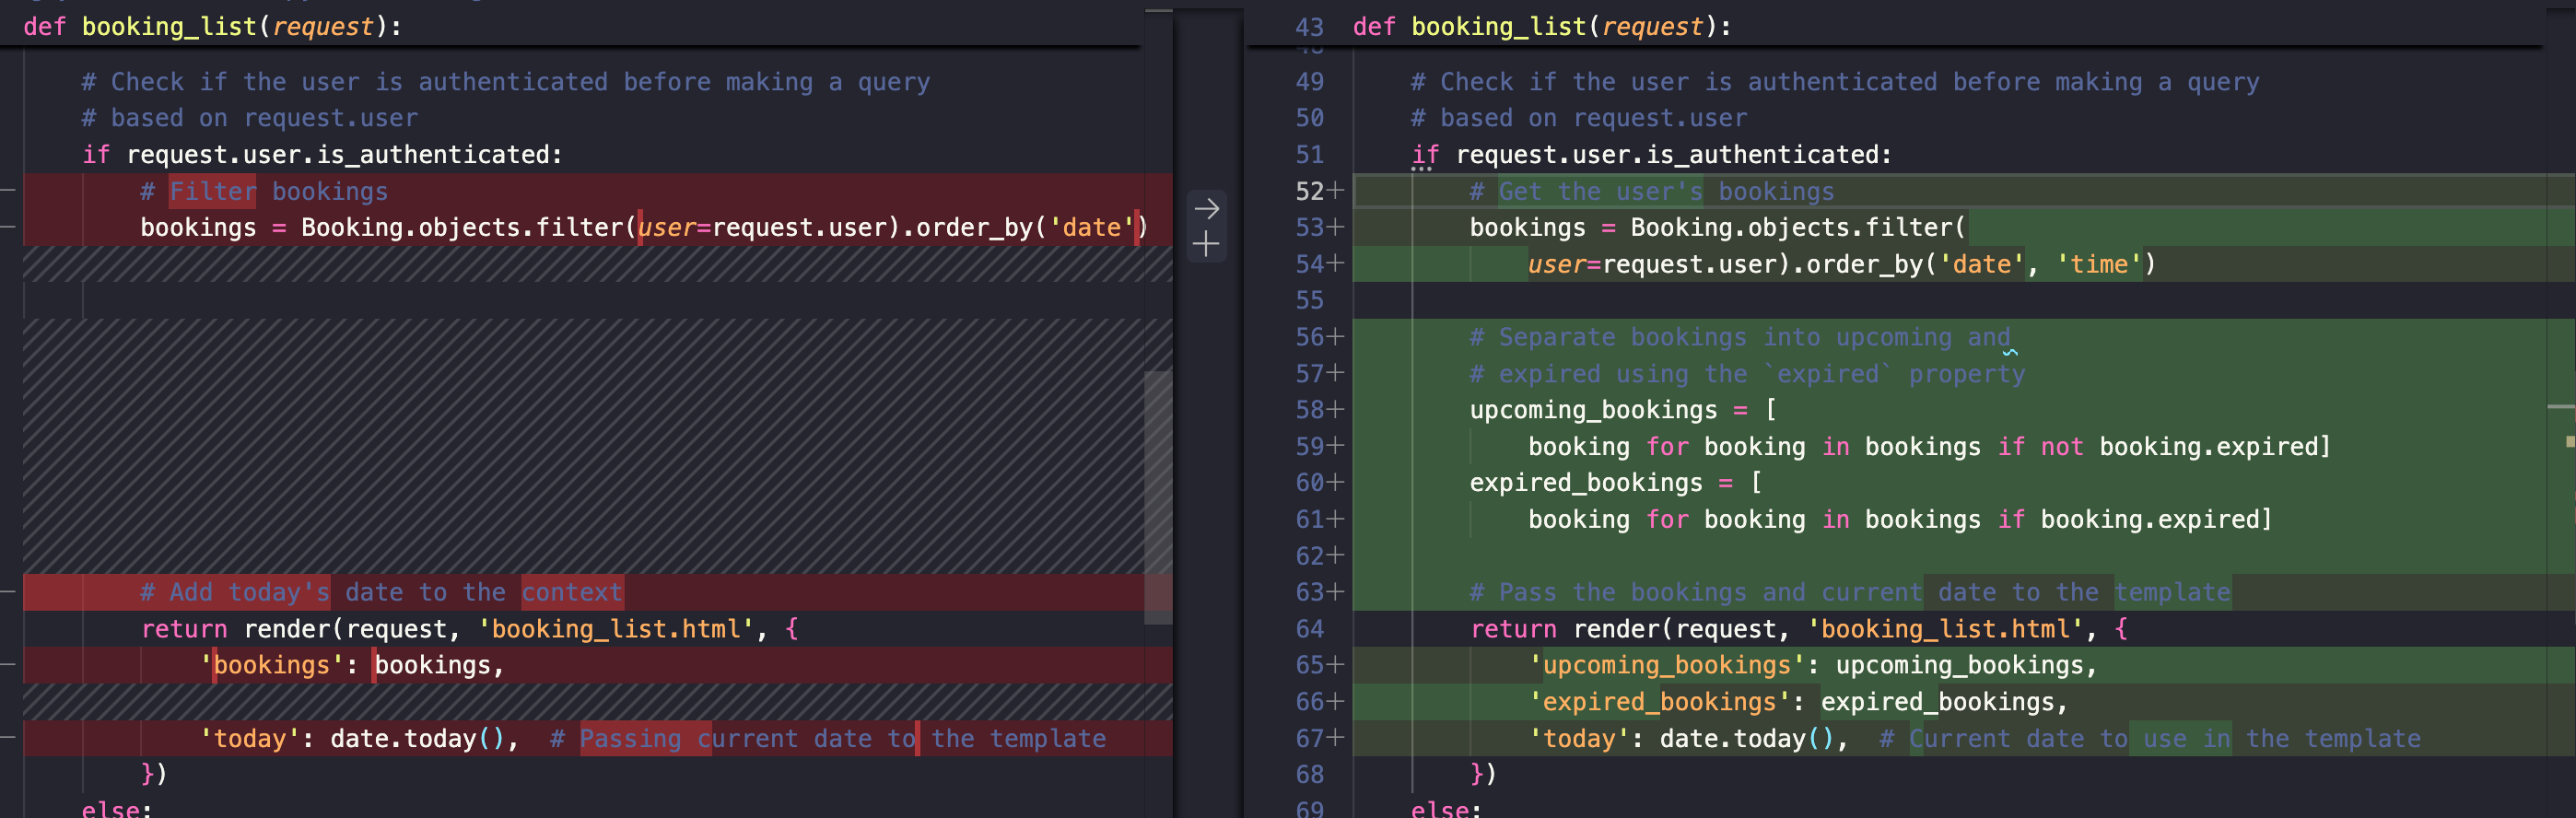 def booking_list(request):
# Check if the user is authenticated before making a query
# based on request.user
if request.user.is_authenticated:
# Filter bookings
bookings = Booking.objects.filter(user=request.user).order_by('date')
# Add today's date to the context
return render(request, 'booking_list.html', {
'bookings': bookings,
'today': date.today(),  # Passing current date to the template
})
else:
43 def booking_list(request):
49 # Check if the user is authenticated before making a query
50 # based on request.user
51 if request.user.is_authenticated:
52+ # Get the user's bookings
53+ bookings = Booking.objects.filter(
54+ user=request.user).order_by('date', 'time')
55
56+ # Separate bookings into upcoming and
57+ # expired using the `expired` property
58+ upcoming_bookings = [
59+ booking for booking in bookings if not booking.expired]
60+ expired_bookings = [
61+ booking for booking in bookings if booking.expired]
62+
63+ # Pass the bookings and current date to the template
64 return render(request, 'booking_list.html', {
65+ 'upcoming_bookings': upcoming_bookings,
66+ 'expired_bookings': expired_bookings,
67+ 'today': date.today(),  # Current date to use in the template
68 })
69 else: